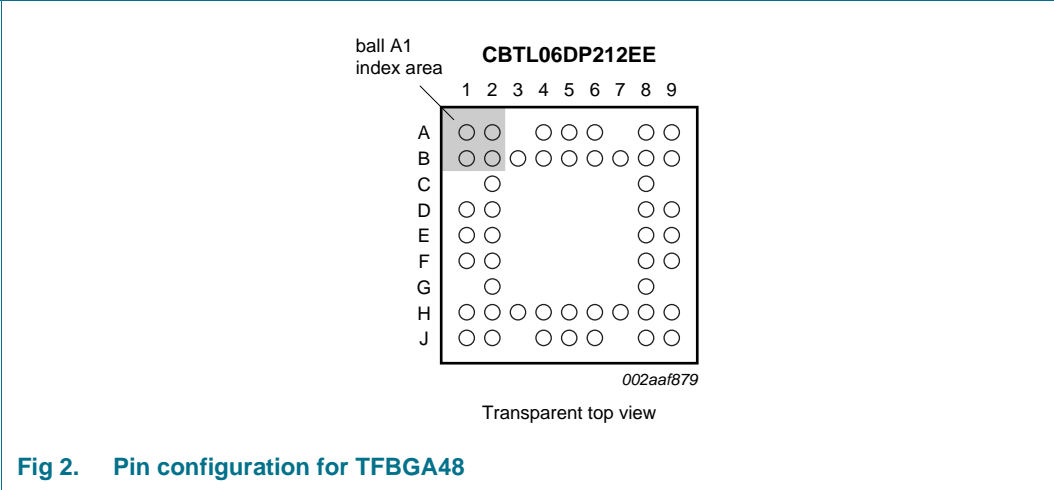 ball A1
index area
CBTL06DP212EE
1 2 3 4 5 6 7 8 9
A
B
C
D
E
F
G
H
J
002aaf879
Transparent top view
Fig 2. Pin configuration for TFBGA48